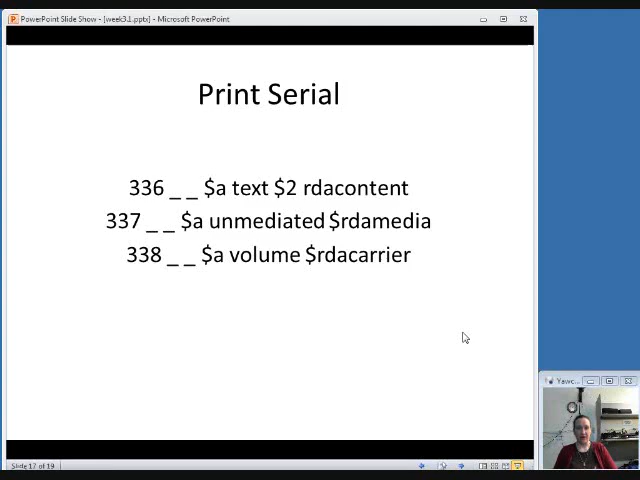 PowerPoint Slide Show - [week3.1.pptx] - Microsoft PowerPoint
Print Serial
336 _ _ $a text $2 rdacontent
337 _ _ $a unmediated $rdamedia
338 _ _ $a volume $rdacarrier
Yawc...
Slide 17 of 19